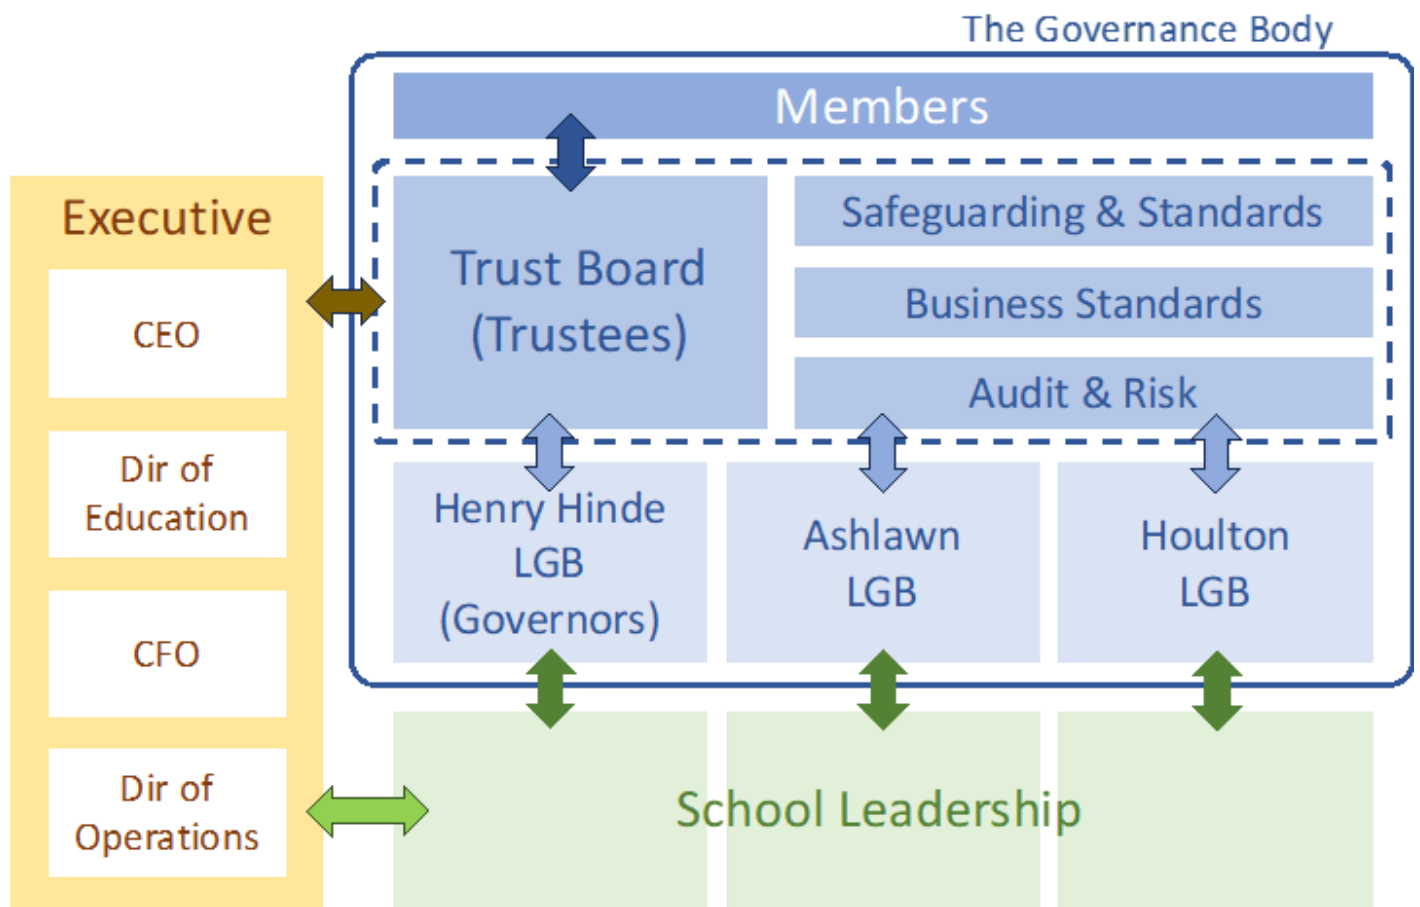 The Governance Body
Members
Executive
CEO
Dir of
Education
CFO
Dir of
Operations
Trust Board
(Trustees)
Safeguarding & Standards
Business Standards
Audit & Risk
Henry Hinde
LGB
(Governors)
Ashlawn
LGB
Houlton
LGB
School Leadership